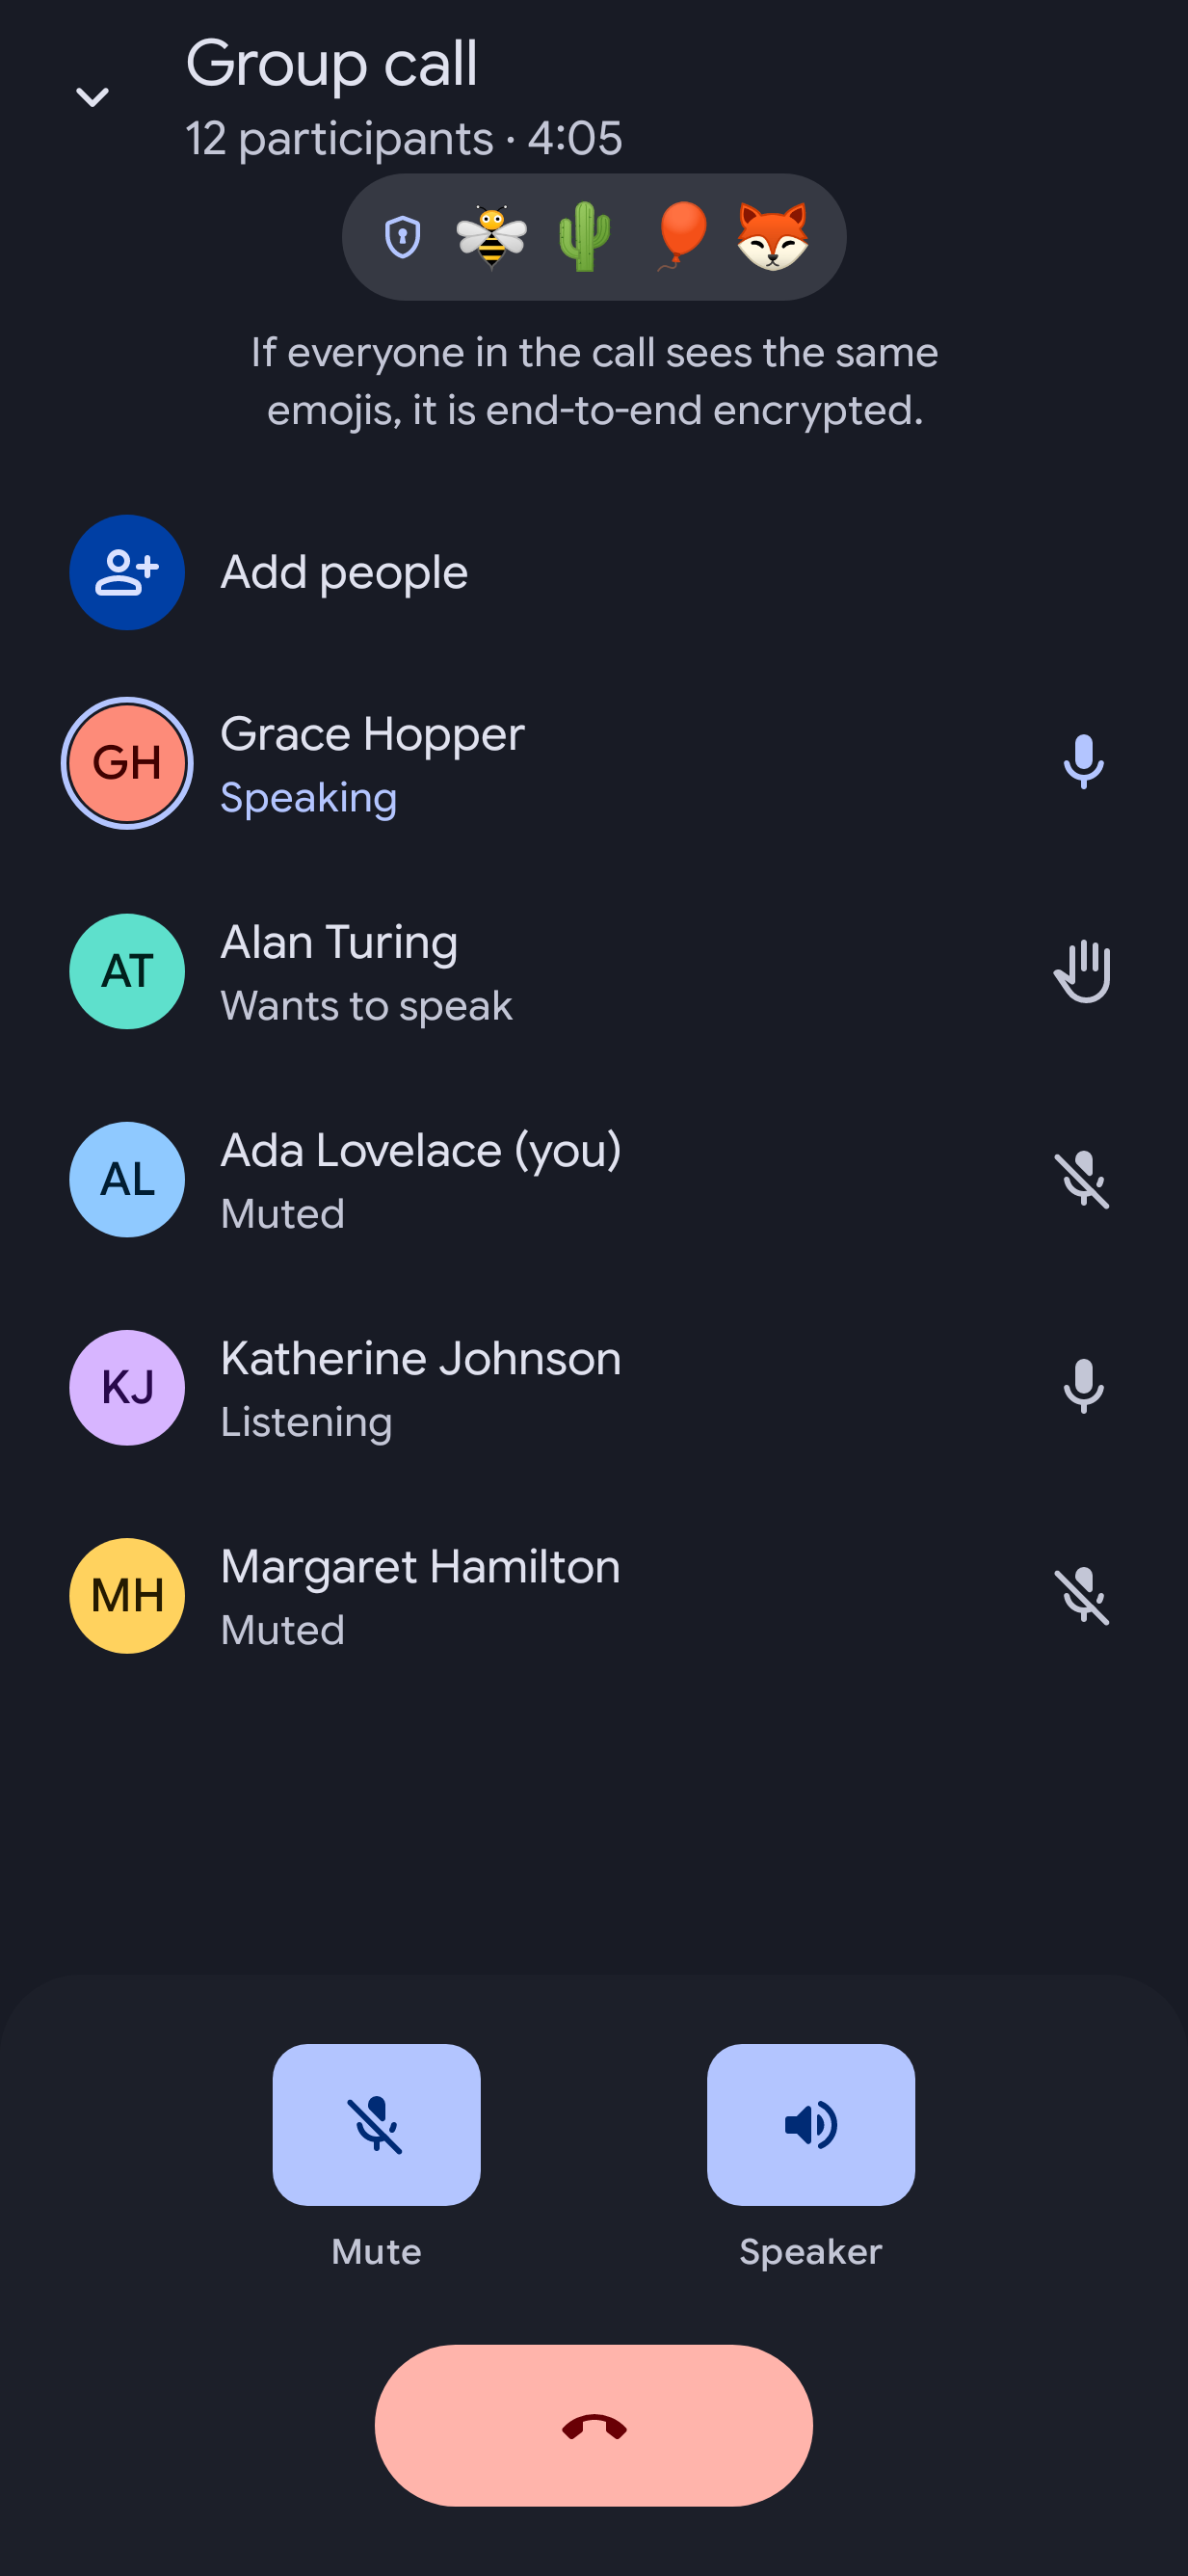 Group call
12 participants · 4:05
If everyone in the call sees the same
emojis, it is end-to-end encrypted.
Add people
GH
Grace Hopper
Speaking
AT
Alan Turing
Wants to speak
AL
Ada Lovelace (you)
Muted
KJ
Katherine Johnson
Listening
MH
Margaret Hamilton
Muted
Mute
Speaker